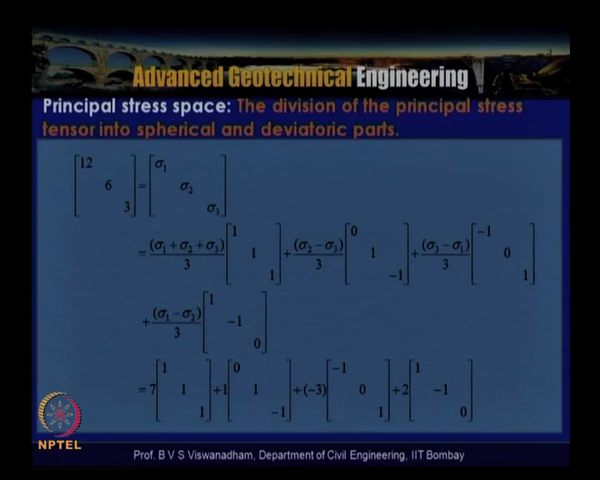 Advanced Geotechnical Engineering
Principal stress space: The division of the principal stress
tensor into spherical and deviatoric parts.
[12 6 3] = [σ₁ σ₂ σ₃]
= (σ₁ + σ₂ + σ₃)/3 [1 1 1] + (σ₂ − σ₃)/3 [0 1 −1] + (σ₃ − σ₁)/3 [−1 0 1]
+ (σ₁ − σ₂)/3 [1 −1 0]
= 7 [1 1 1] +1 [0 1 −1] + (−3) [−1 0 1] + 2 [1 −1 0]
NPTEL
Prof. B V S Viswanadham, Department of Civil Engineering, IIT Bombay